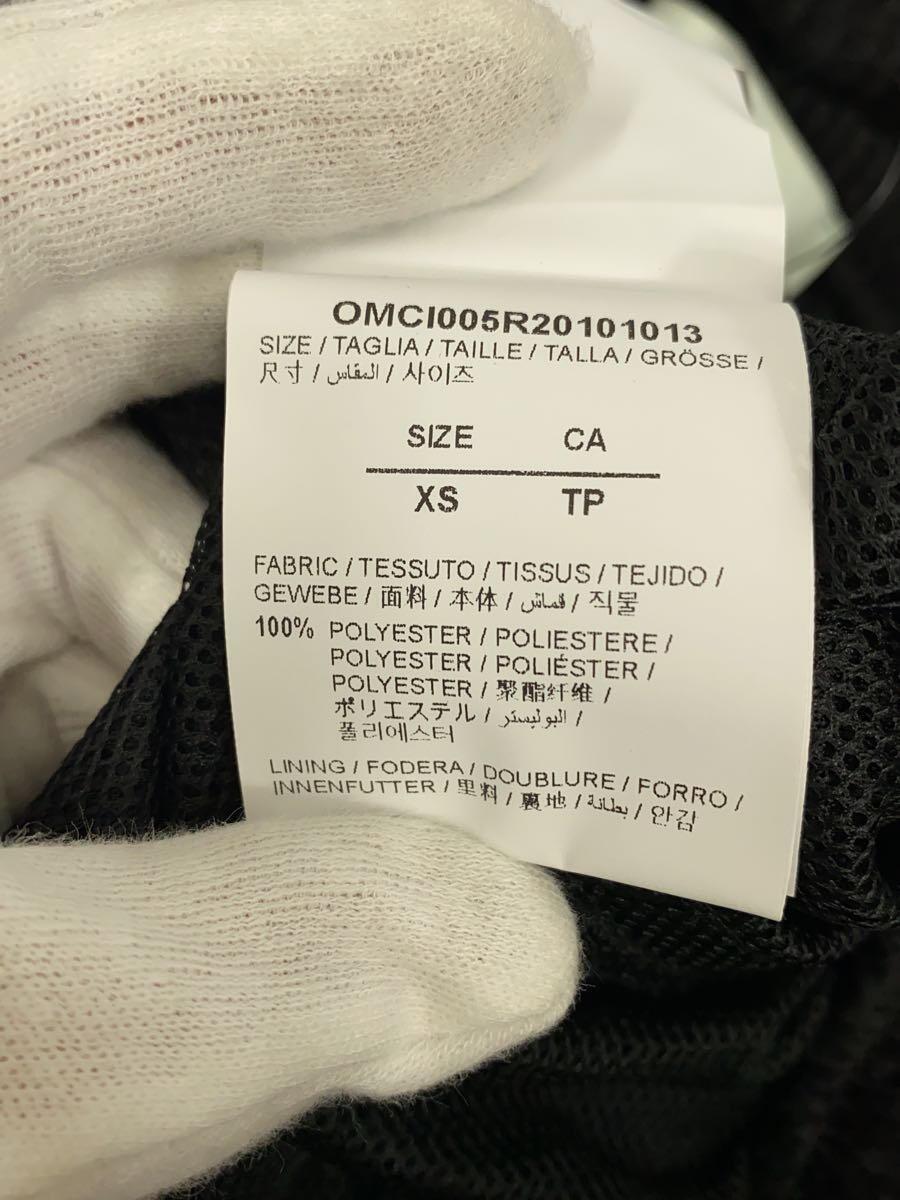 OMCI005R20101013
SIZE / TAGLIA / TAILLE / TALLA / GRÖSSE /
尺寸 / المقاس / 사이즈
SIZE CA
XS TP
FABRIC / TESSUTO / TISSUS / TEJIDO /
GEWEBE / 面料 / 本体 / قماش / 직물
100% POLYESTER / POLIESTERE /
POLYESTER / POLIÉSTER /
POLYESTER / 聚酯纤维 /
ポリエステル / البوليستر /
폴리에스터
LINING / FODERA / DOUBLURE / FORRO /
INNENFUTTER / 里料 / 裏地 / بطانة / 안감